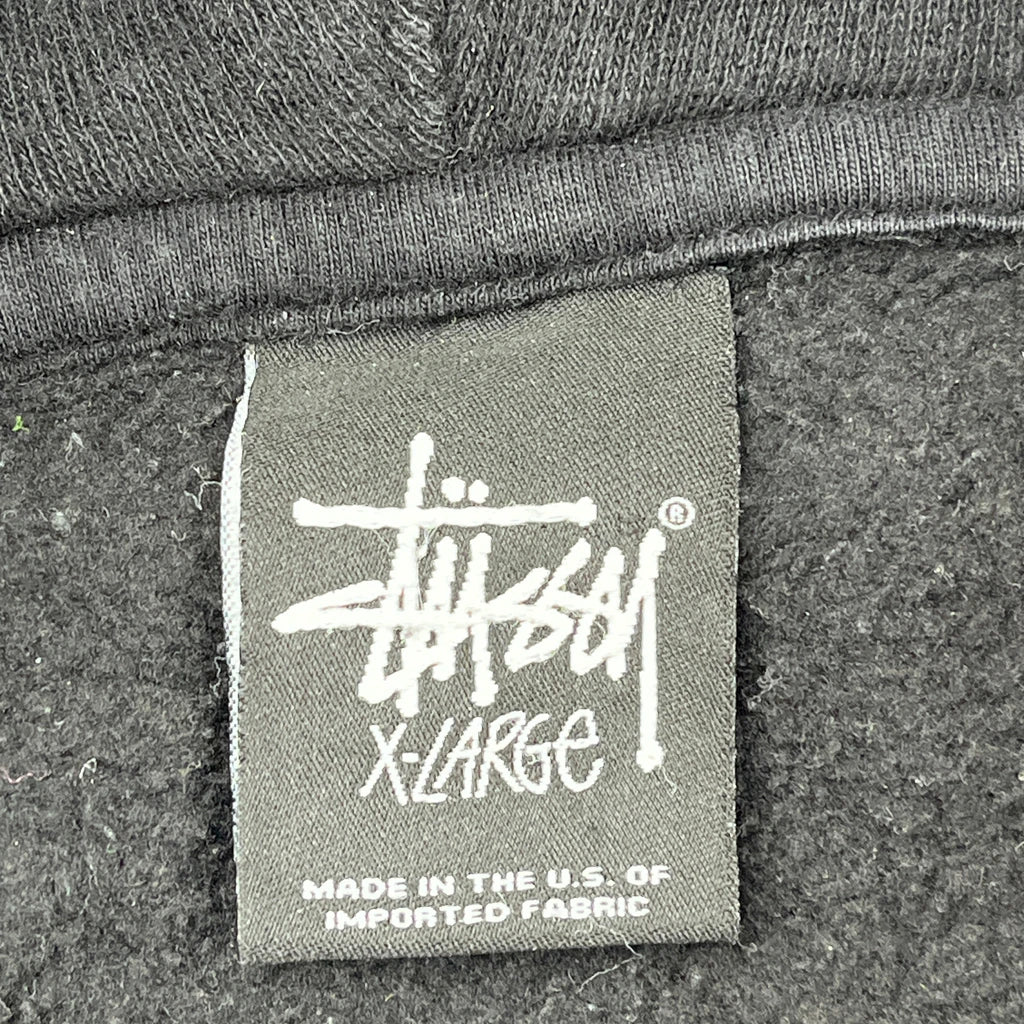 Stüssy®
X-LARGe
MADE IN THE U.S. OF
IMPORTED FABRIC